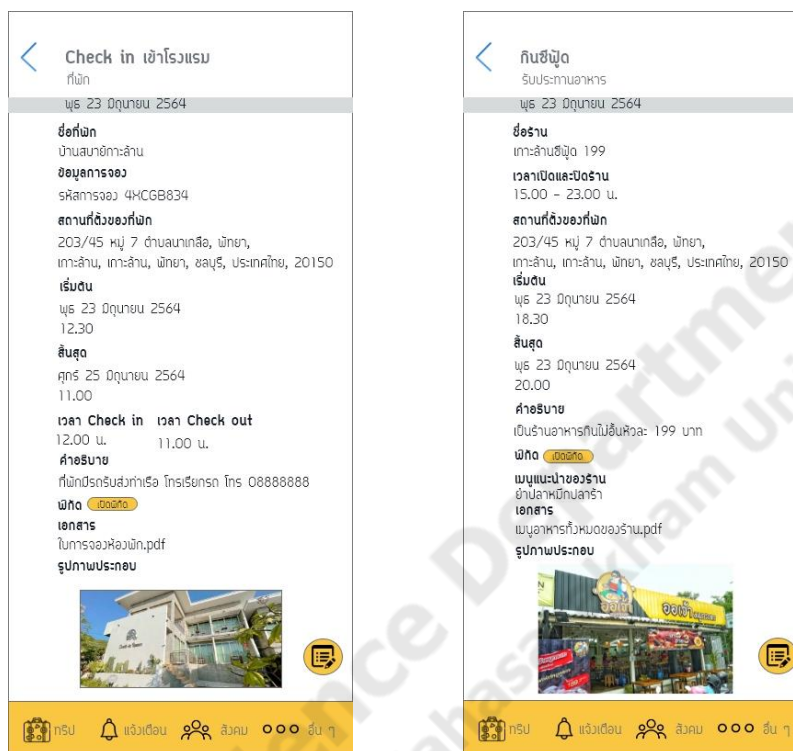 Check in เข้าโรงแรม
ที่พัก
พุธ 23 มิถุนายน 2564
ชื่อที่พัก
บ้านสบายเกาะล้าน
ข้อมูลการจอง
รหัสการจอง 4XCGB834
สถานที่ตั้งของที่พัก
203/45 หมู่ 7 ตำบลนาเกลือ, พัทยา,
เกาะล้าน, เกาะล้าน, พัทยา, ชลบุรี, ประเทศไทย, 20150
เริ่มต้น
พุธ 23 มิถุนายน 2564
12.30
สิ้นสุด
ศุกร์ 25 มิถุนายน 2564
11.00
เวลา Check in เวลา Check out
12.00 น. 11.00 น.
คำอธิบาย
ที่พักมีรถรับส่งท่าเรือ โทรเรียกรถ โทร 08888888
พิกัด เปิดพิกัด
เอกสาร
ใบการจองห้องพัก.pdf
รูปภาพประกอบ
ทริป แจ้งเตือน สังคม อื่น ๆ
กินซีฟู้ด
รับประทานอาหาร
พุธ 23 มิถุนายน 2564
ชื่อร้าน
เกาะล้านซีฟู้ด 199
เวลาเปิดและปิดร้าน
15.00 - 23.00 น.
สถานที่ตั้งของที่พัก
203/45 หมู่ 7 ตำบลนาเกลือ, พัทยา,
เกาะล้าน, เกาะล้าน, พัทยา, ชลบุรี, ประเทศไทย, 20150
เริ่มต้น
พุธ 23 มิถุนายน 2564
18.30
สิ้นสุด
พุธ 23 มิถุนายน 2564
20.00
คำอธิบาย
เป็นร้านอาหารกินไม่อั้นหัวละ 199 บาท
พิกัด เปิดพิกัด
เมนูแนะนำของร้าน
ยำปลาหมึกปลาร้า
เอกสาร
เมนูอาหารทั้งหมดของร้าน.pdf
รูปภาพประกอบ
ทริป แจ้งเตือน สังคม อื่น ๆ